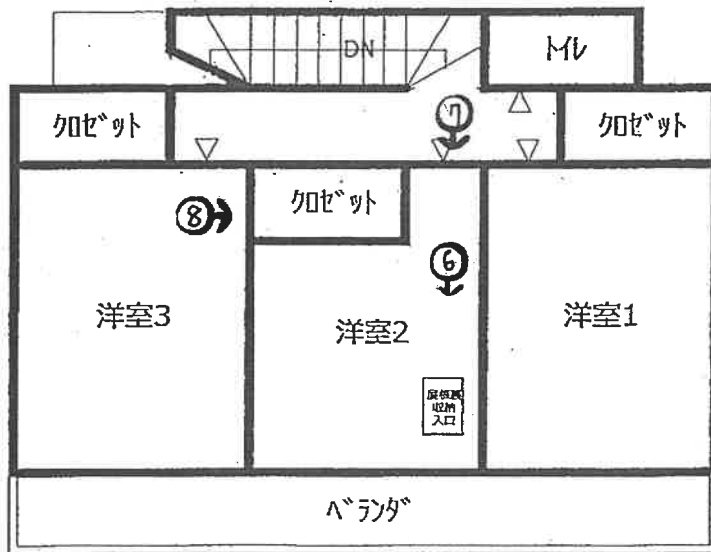 DN
トイレ
クロゼット
⑦
クロゼット
クロゼット
⑧
⑥
洋室3
洋室2
洋室1
屋根裏
収納
入口
ベランダ